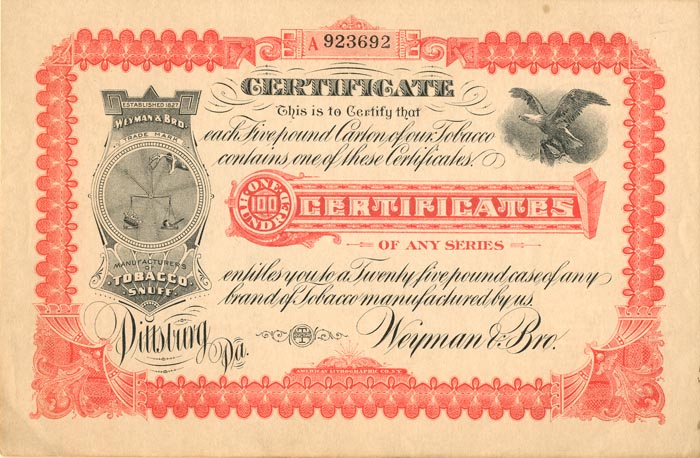 A 923692
CERTIFICATE
This is to Certify that
each Five pound Carton of our Tobacco
contains one of these Certificates.
ONE HUNDRED
100
CERTIFICATES
OF ANY SERIES
entitles you to a Twenty five pound case of any
brand of Tobacco manufactured by us.
Weyman & Bro.
ESTABLISHED 1827
WEYMAN & BRO.
TRADE MARK
MANUFACTURERS
TOBACCO
SNUFF
Pittsburg
Pa.
AMERICAN LITHOGRAPHIC CO. N.Y.